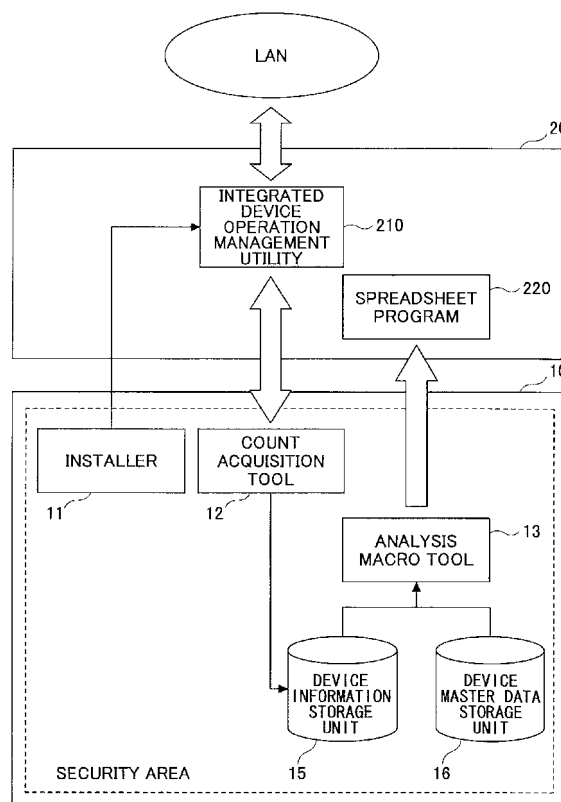 LAN
20
INTEGRATED
DEVICE
OPERATION
MANAGEMENT
UTILITY
210
SPREADSHEET
PROGRAM
220
10
INSTALLER
11
COUNT
ACQUISITION
TOOL
12
ANALYSIS
MACRO TOOL
13
DEVICE
INFORMATION
STORAGE
UNIT
15
DEVICE
MASTER DATA
STORAGE
UNIT
16
SECURITY AREA